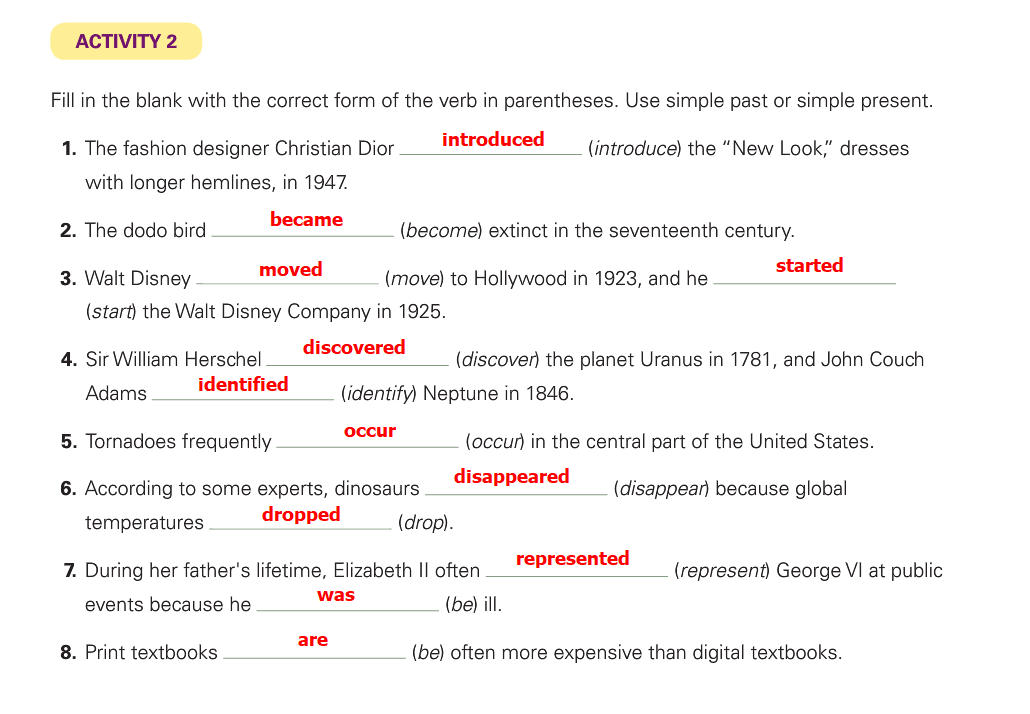 ACTIVITY 2
Fill in the blank with the correct form of the verb in parentheses. Use simple past or simple present.
1. The fashion designer Christian Dior introduced (introduce) the “New Look,” dresses
with longer hemlines, in 1947.
2. The dodo bird became (become) extinct in the seventeenth century.
3. Walt Disney moved (move) to Hollywood in 1923, and he started
(start) the Walt Disney Company in 1925.
4. Sir William Herschel discovered (discover) the planet Uranus in 1781, and John Couch
Adams identified (identify) Neptune in 1846.
5. Tornadoes frequently occur (occur) in the central part of the United States.
6. According to some experts, dinosaurs disappeared (disappear) because global
temperatures dropped (drop).
7. During her father's lifetime, Elizabeth II often represented (represent) George VI at public
events because he was (be) ill.
8. Print textbooks are (be) often more expensive than digital textbooks.